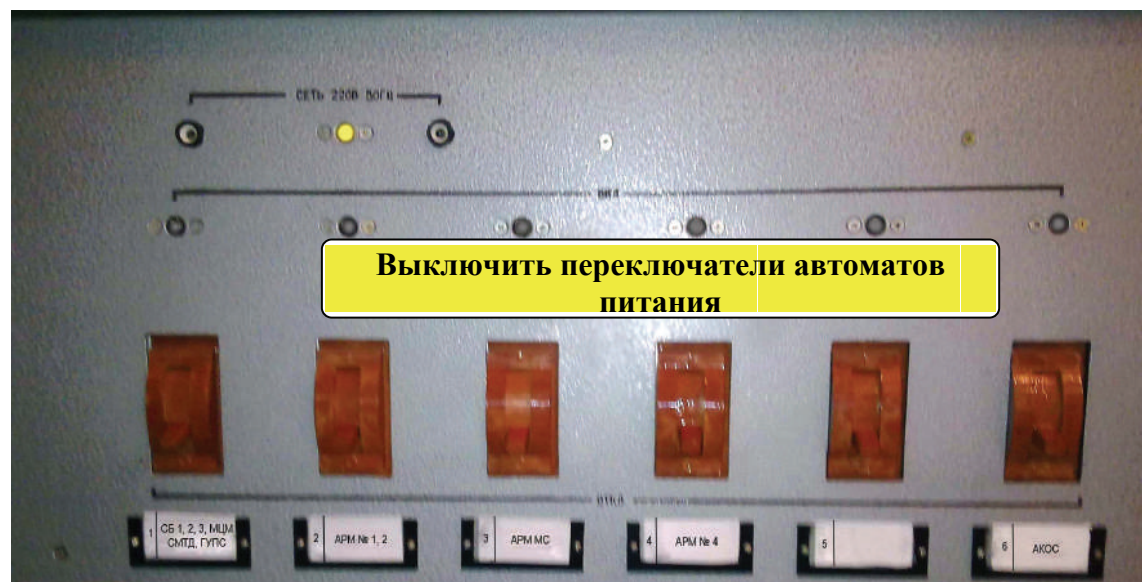 СЕТЬ 220В 50ГЦ
ВКЛ
Выключить переключатели автоматов
питания
ОТКЛ
1 СБ 1, 2, 3, МЦМ
СМТД, ГУПС
2 АРМ № 1, 2
3 АРМ МС
4 АРМ № 4
5
6 АКОС